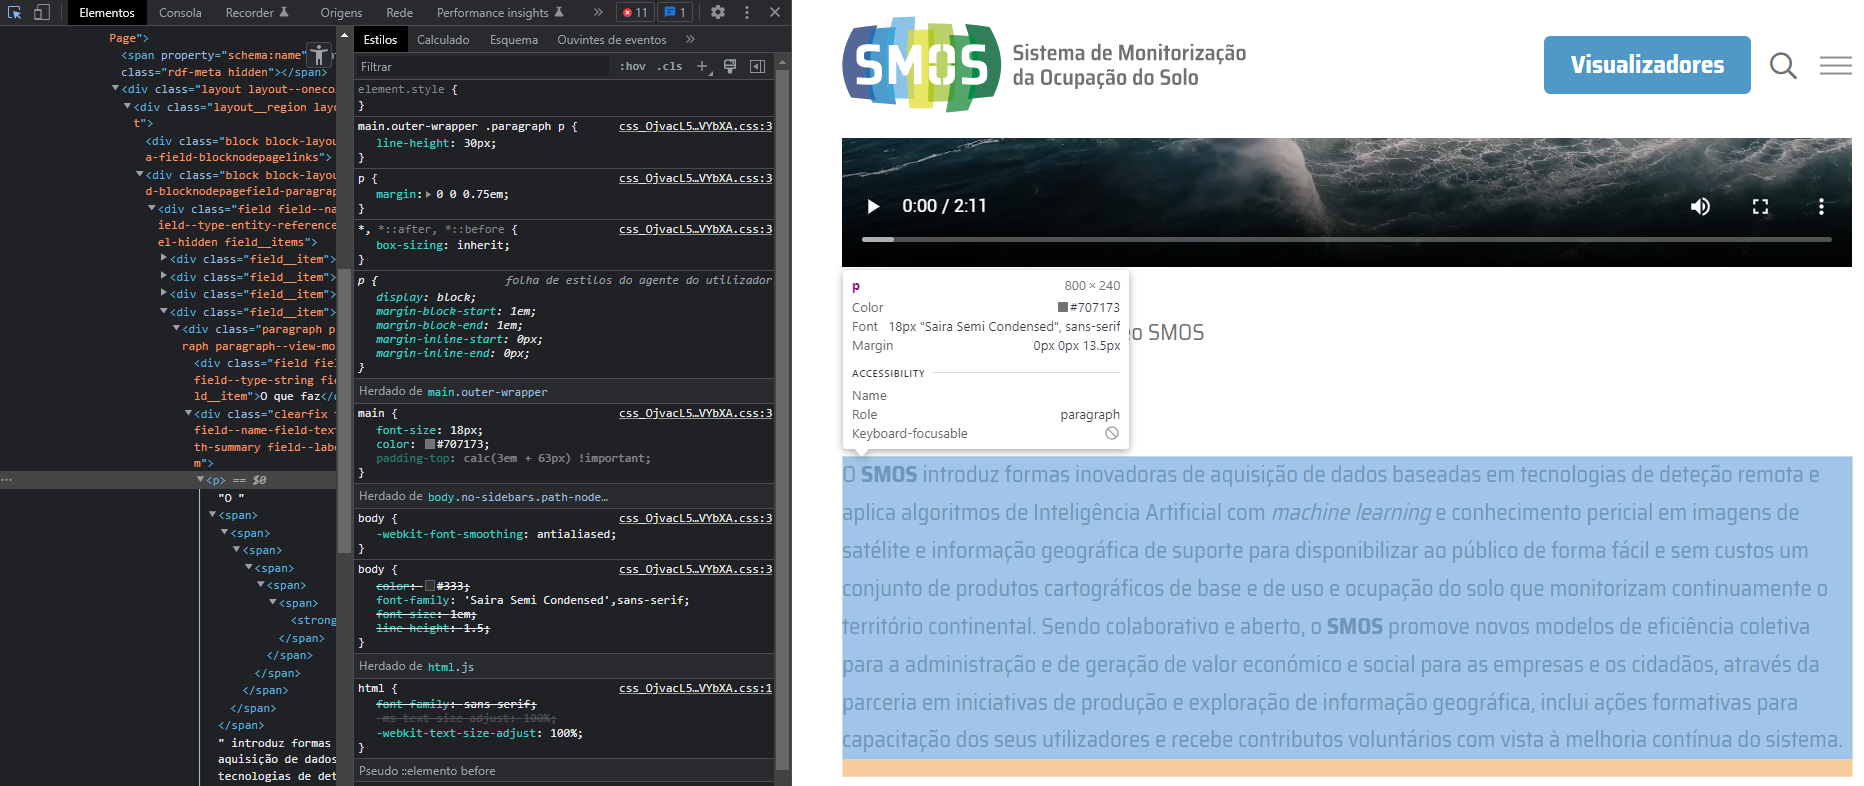 Elementos
Consola
Recorder
Origens
Rede
Performance insights
»
11
1
Page">
<span property="schema:name"
class="rdf-meta hidden"></span>
<div class="layout layout--onecol
<div class="layout__region layo
t">
<div class="block block-layou
a-field-blocknodepagelinks">
<div class="block block-layou
d-blocknodepagefield-paragrap
<div class="field field--na
ield--type-entity-reference
el-hidden field__items">
<div class="field__item">
<div class="field__item">
<div class="field__item">
<div class="field__item">
<div class="paragraph p
raph paragraph--view-mo
<div class="field fie
field--type-string fie
ld__item">O que faz</
<div class="clearfix t
field--name-field-text
th-summary field--labe
m">
<p> == $0
"O "
<span>
<span>
<span>
<span>
<span>
<span>
<strong
</span>
</span>
</span>
</span>
</span>
</span>
" introduz formas
aquisição de dados
tecnologias de det
Estilos
Calculado
Esquema
Ouvintes de eventos
»
Filtrar
:hov .cls
element.style {
}
main.outer-wrapper .paragraph p { css_OjvacL5…VYbXA.css:3
line-height: 30px;
}
p { css_OjvacL5…VYbXA.css:3
margin: 0 0 0.75em;
}
*, *::after, *::before { css_OjvacL5…VYbXA.css:3
box-sizing: inherit;
}
p { folha de estilos do agente do utilizador
display: block;
margin-block-start: 1em;
margin-block-end: 1em;
margin-inline-start: 0px;
margin-inline-end: 0px;
}
Herdado de main.outer-wrapper
main { css_OjvacL5…VYbXA.css:3
font-size: 18px;
color: #707173;
padding-top: calc(3em + 63px) !important;
}
Herdado de body.no-sidebars.path-node…
body { css_OjvacL5…VYbXA.css:3
-webkit-font-smoothing: antialiased;
}
body { css_OjvacL5…VYbXA.css:3
color: #333;
font-family: 'Saira Semi Condensed',sans-serif;
font-size: 1em;
line-height: 1.5;
}
Herdado de html.js
html { css_OjvacL5…VYbXA.css:1
font-family: sans-serif;
-ms-text-size-adjust: 100%;
-webkit-text-size-adjust: 100%;
}
Pseudo ::elemento before
SMOS
Sistema de Monitorização
da Ocupação do Solo
Visualizadores
0:00 / 2:11
p 800 × 240
Color #707173
Font 18px "Saira Semi Condensed", sans-serif
Margin 0px 0px 13.5px
ACCESSIBILITY
Name
Role paragraph
Keyboard-focusable
eo SMOS
O SMOS introduz formas inovadoras de aquisição de dados baseadas em tecnologias de deteção remota e
aplica algoritmos de Inteligência Artificial com machine learning e conhecimento pericial em imagens de
satélite e informação geográfica de suporte para disponibilizar ao público de forma fácil e sem custos um
conjunto de produtos cartográficos de base e de uso e ocupação do solo que monitorizam continuamente o
território continental. Sendo colaborativo e aberto, o SMOS promove novos modelos de eficiência coletiva
para a administração e de geração de valor económico e social para as empresas e os cidadãos, através da
parceria em iniciativas de produção e exploração de informação geográfica, inclui ações formativas para
capacitação dos seus utilizadores e recebe contributos voluntários com vista à melhoria contínua do sistema.